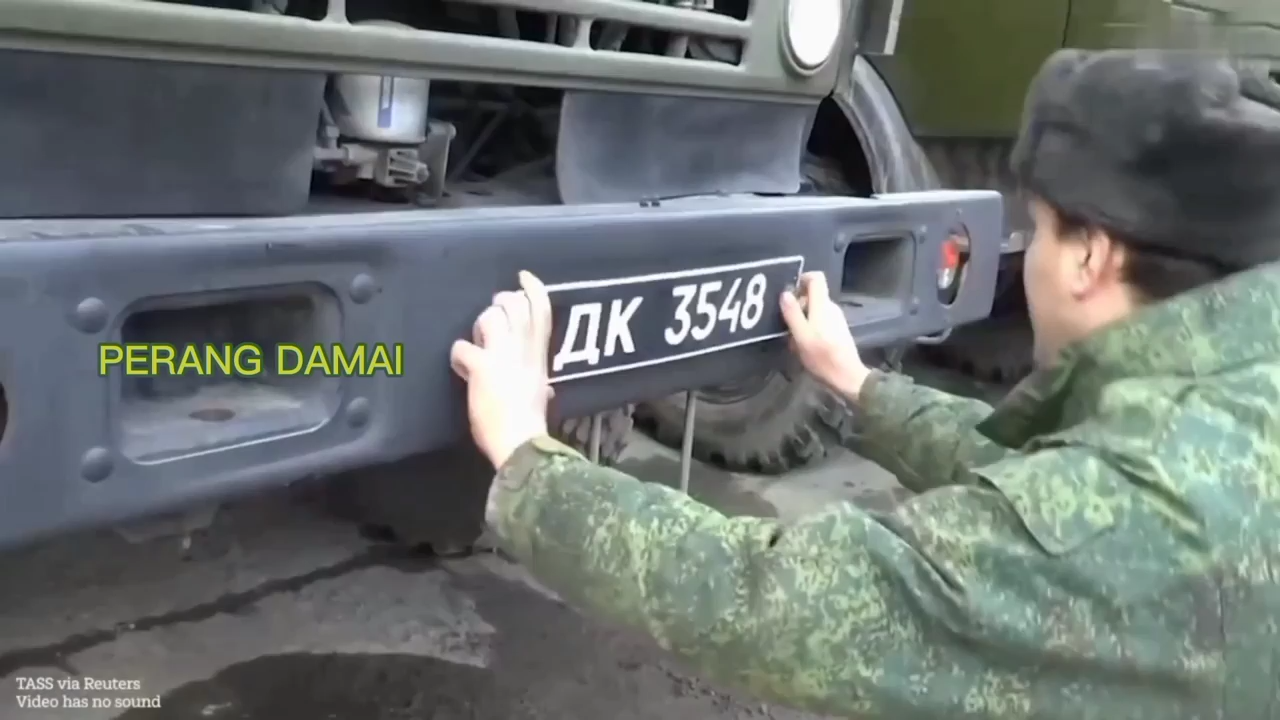 PERANG DAMAI
ДК 3548
TASS via Reuters
Video has no sound